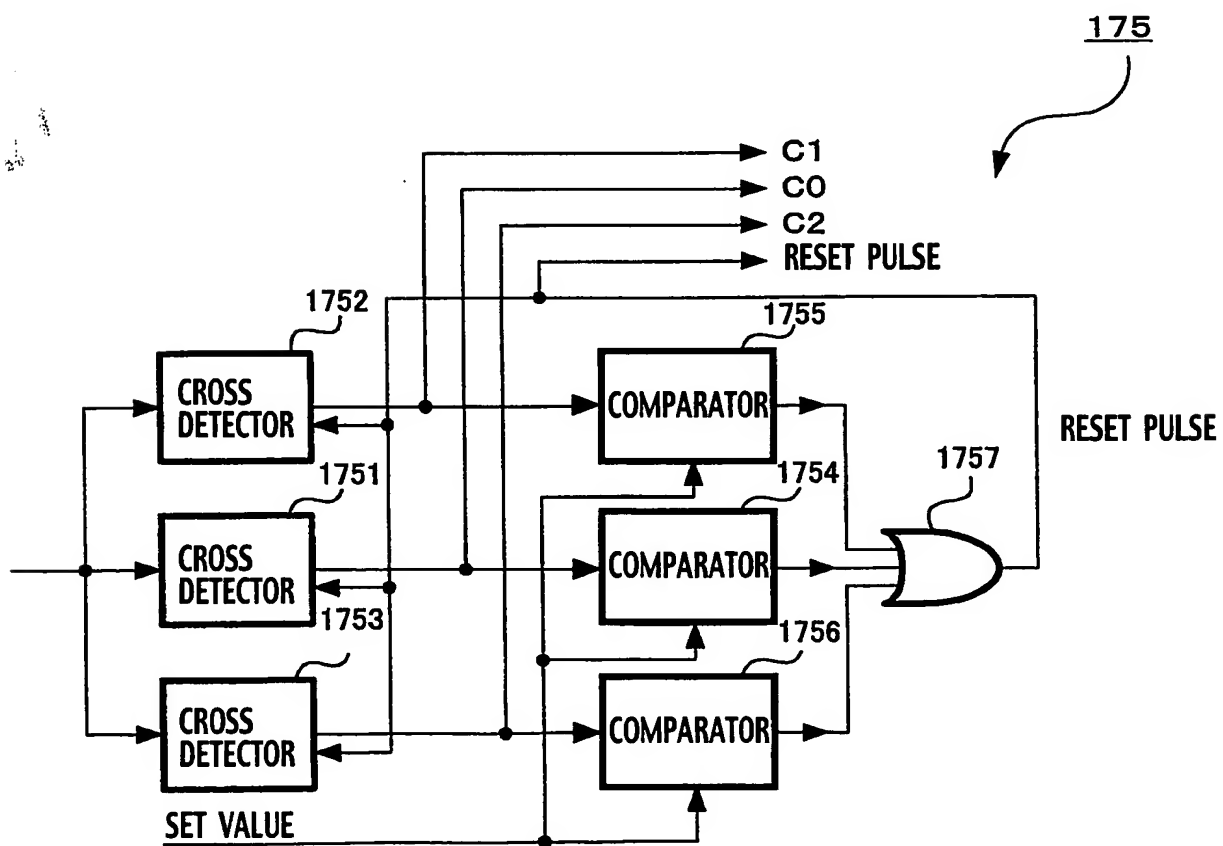 175
C1
C0
C2
RESET PULSE
1752
1755
CROSS
DETECTOR
COMPARATOR
RESET PULSE
1751
1754
1757
CROSS
DETECTOR
COMPARATOR
1753
1756
CROSS
DETECTOR
COMPARATOR
SET VALUE